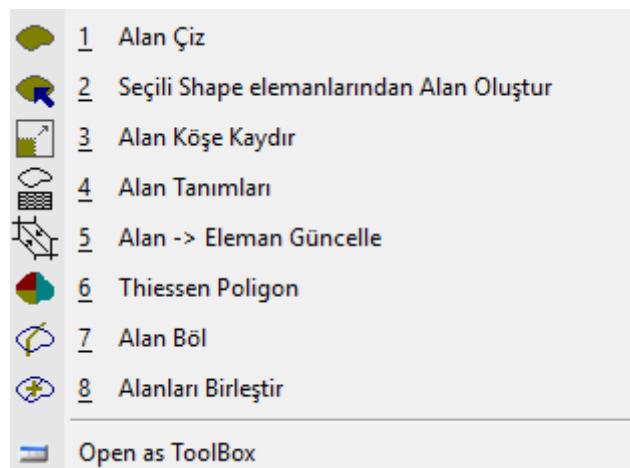 1 Alan Çiz
2 Seçili Shape elemanlarından Alan Oluştur
3 Alan Köşe Kaydır
4 Alan Tanımları
5 Alan -> Eleman Güncelle
6 Thiessen Poligon
7 Alan Böl
8 Alanları Birleştir
Open as ToolBox